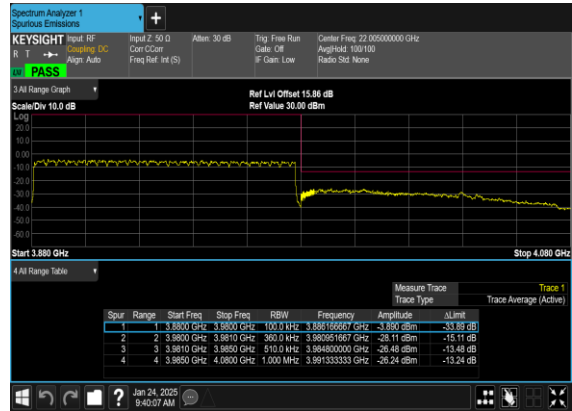 Spectrum Analyzer 1
Spurious Emissions
+
KEYSIGHT Input: RF Input Z: 50 Ω Atten: 30 dB Trig: Free Run Center Freq: 22.005000000 GHz
R T Coupling: DC Corr CCorr Gate: Off Avg|Hold: 100/100
Align: Auto Freq Ref: Int (S) IF Gain: Low Radio Std: None
PASS
3 All Range Graph Ref Lvl Offset 15.86 dB
Scale/Div 10.0 dB Ref Value 30.00 dBm
Log
20.0
10.0
0.00
-10.0
-20.0
-30.0
-40.0
-50.0
-60.0
Start 3.880 GHz Stop 4.080 GHz
4 All Range Table
Measure Trace Trace 1
Trace Type Trace Average (Active)
Spur Range Start Freq Stop Freq RBW Frequency Amplitude ΔLimit
1 1 3.8800 GHz 3.9800 GHz 100.0 kHz 3.886166667 GHz -3.890 dBm -33.89 dB
2 2 3.9800 GHz 3.9810 GHz 360.0 kHz 3.980951667 GHz -28.11 dBm -15.11 dB
3 3 3.9810 GHz 3.9850 GHz 510.0 kHz 3.984800000 GHz -26.48 dBm -13.48 dB
4 4 3.9850 GHz 4.0800 GHz 1.000 MHz 3.991333333 GHz -26.24 dBm -13.24 dB
? Jan 24, 2025
9:40:07 AM